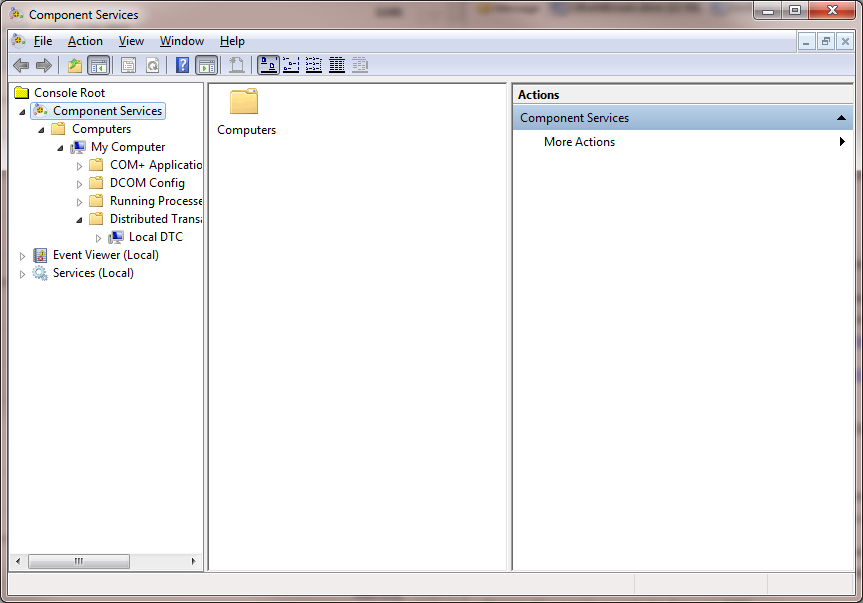 Component Services
File Action View Window Help
Console Root
Component Services
Computers
My Computer
COM+ Applicatio
DCOM Config
Running Processe
Distributed Transa
Local DTC
Event Viewer (Local)
Services (Local)
Computers
Actions
Component Services
More Actions